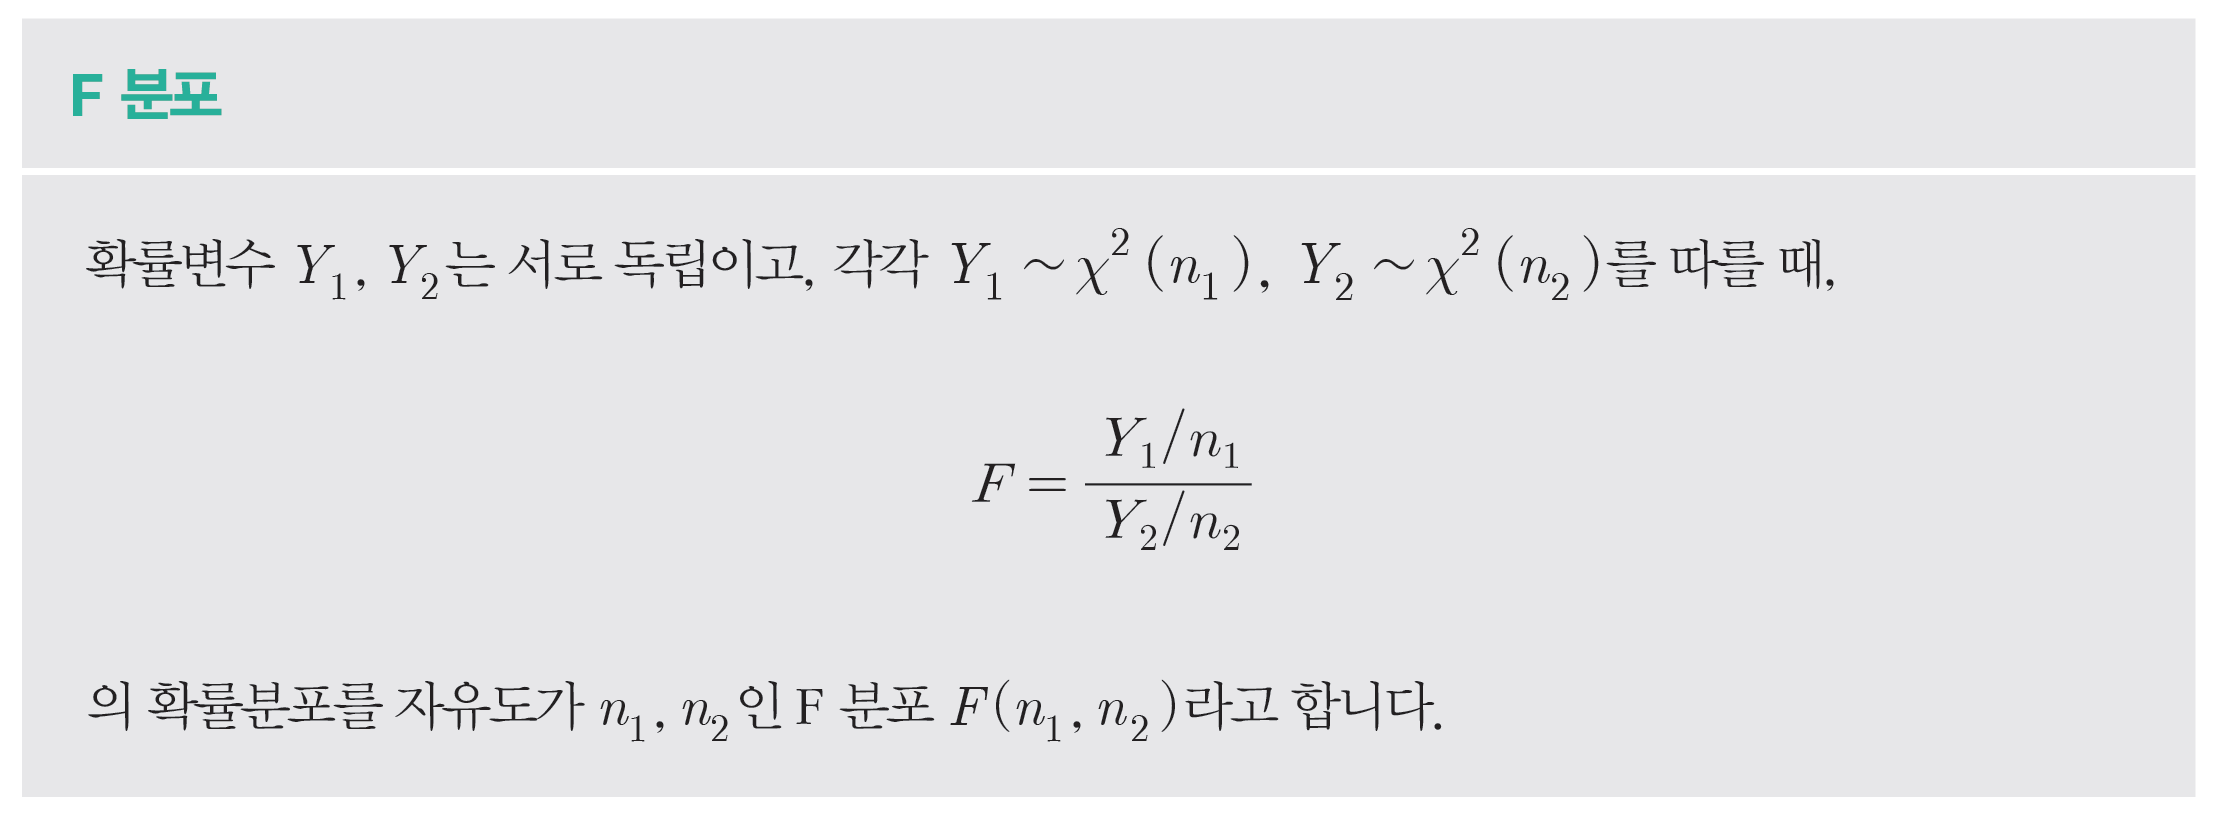 F 분포
확률변수 Y₁, Y₂는 서로 독립이고, 각각 Y₁ ~ χ²(n₁), Y₂ ~ χ²(n₂)를 따를 때,
F = (Y₁/n₁) / (Y₂/n₂)
의 확률분포를 자유도가 n₁, n₂인 F 분포 F(n₁, n₂)라고 합니다.